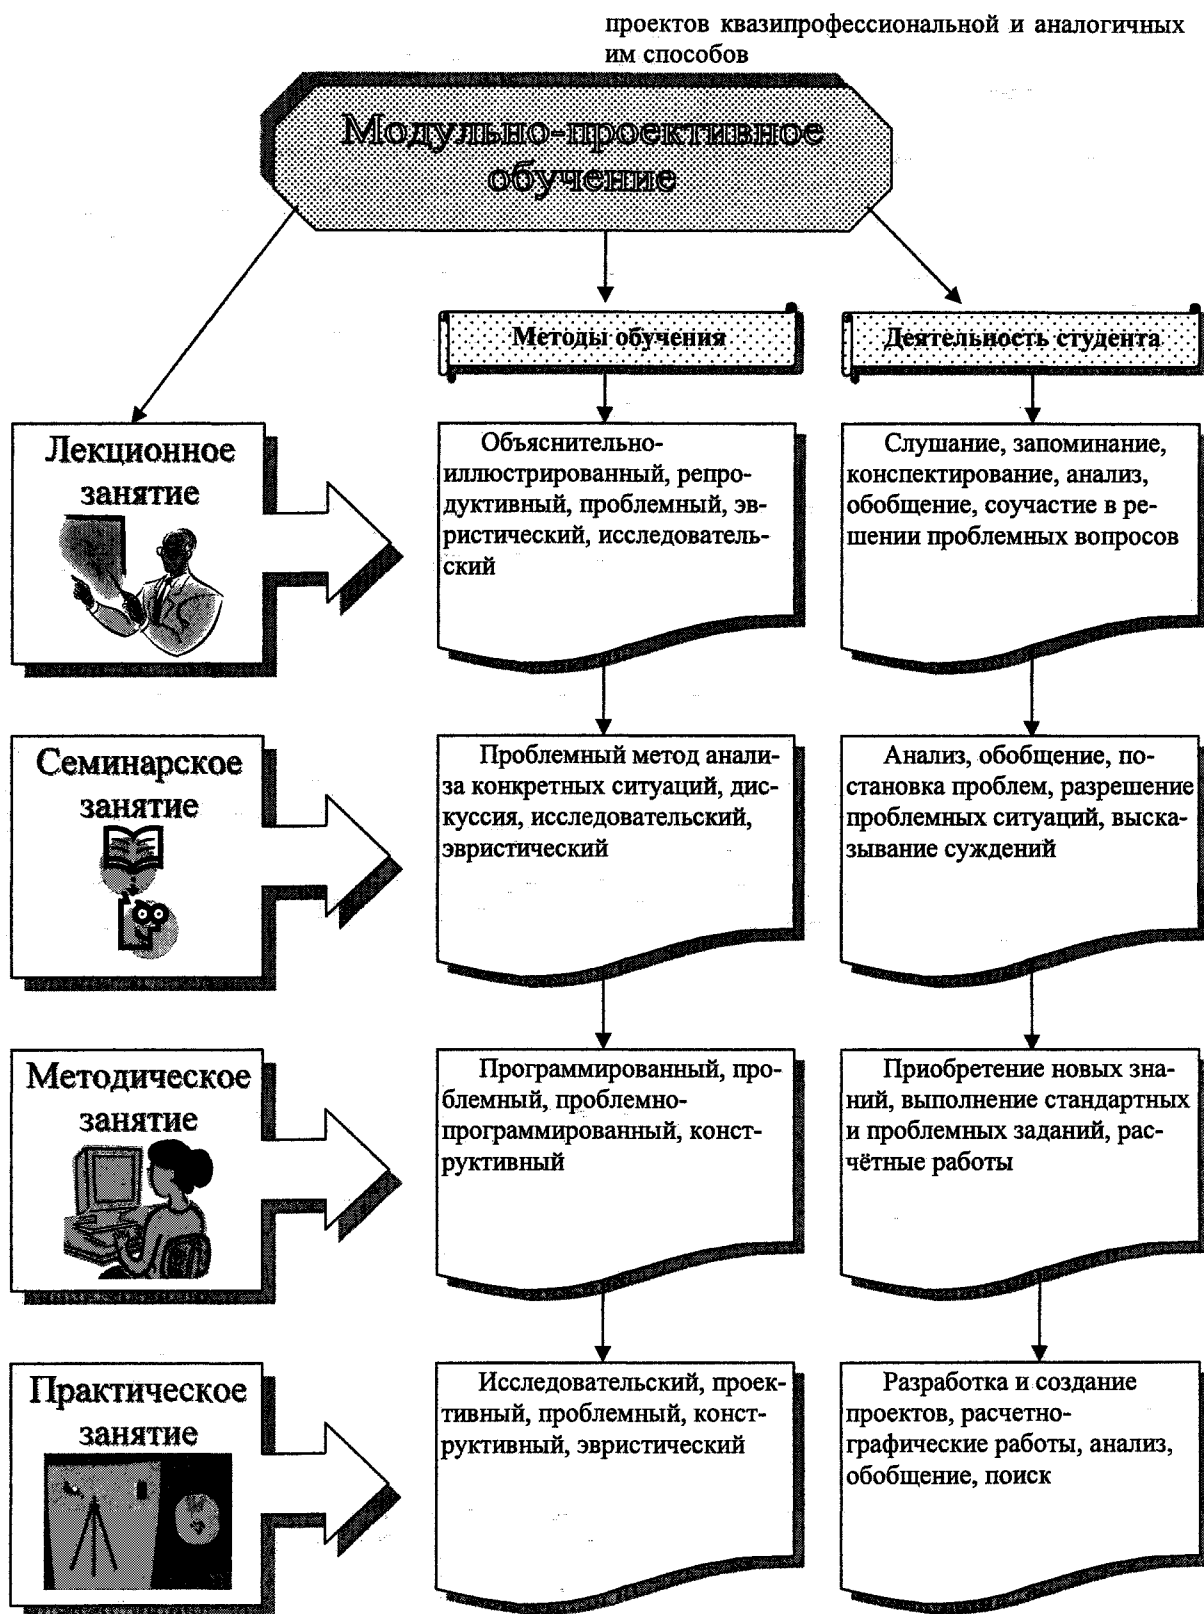 проектов квазипрофессиональной и аналогичных
им способов
Модульно-проективное
обучение
Методы обучения
Деятельность студента
Лекционное
занятие
Объяснительно-
иллюстрированный, репро-
дуктивный, проблемный, эв-
ристический, исследователь-
ский
Слушание, запоминание,
конспектирование, анализ,
обобщение, соучастие в ре-
шении проблемных вопросов
Семинарское
занятие
Проблемный метод анали-
за конкретных ситуаций, дис-
куссия, исследовательский,
эвристический
Анализ, обобщение, по-
становка проблем, разрешение
проблемных ситуаций, выска-
зывание суждений
Методическое
занятие
Программированный, про-
блемный, проблемно-
программированный, конст-
руктивный
Приобретение новых зна-
ний, выполнение стандартных
и проблемных заданий, рас-
чётные работы
Практическое
занятие
Исследовательский, проек-
тивный, проблемный, конст-
руктивный, эвристический
Разработка и создание
проектов, расчетно-
графические работы, анализ,
обобщение, поиск